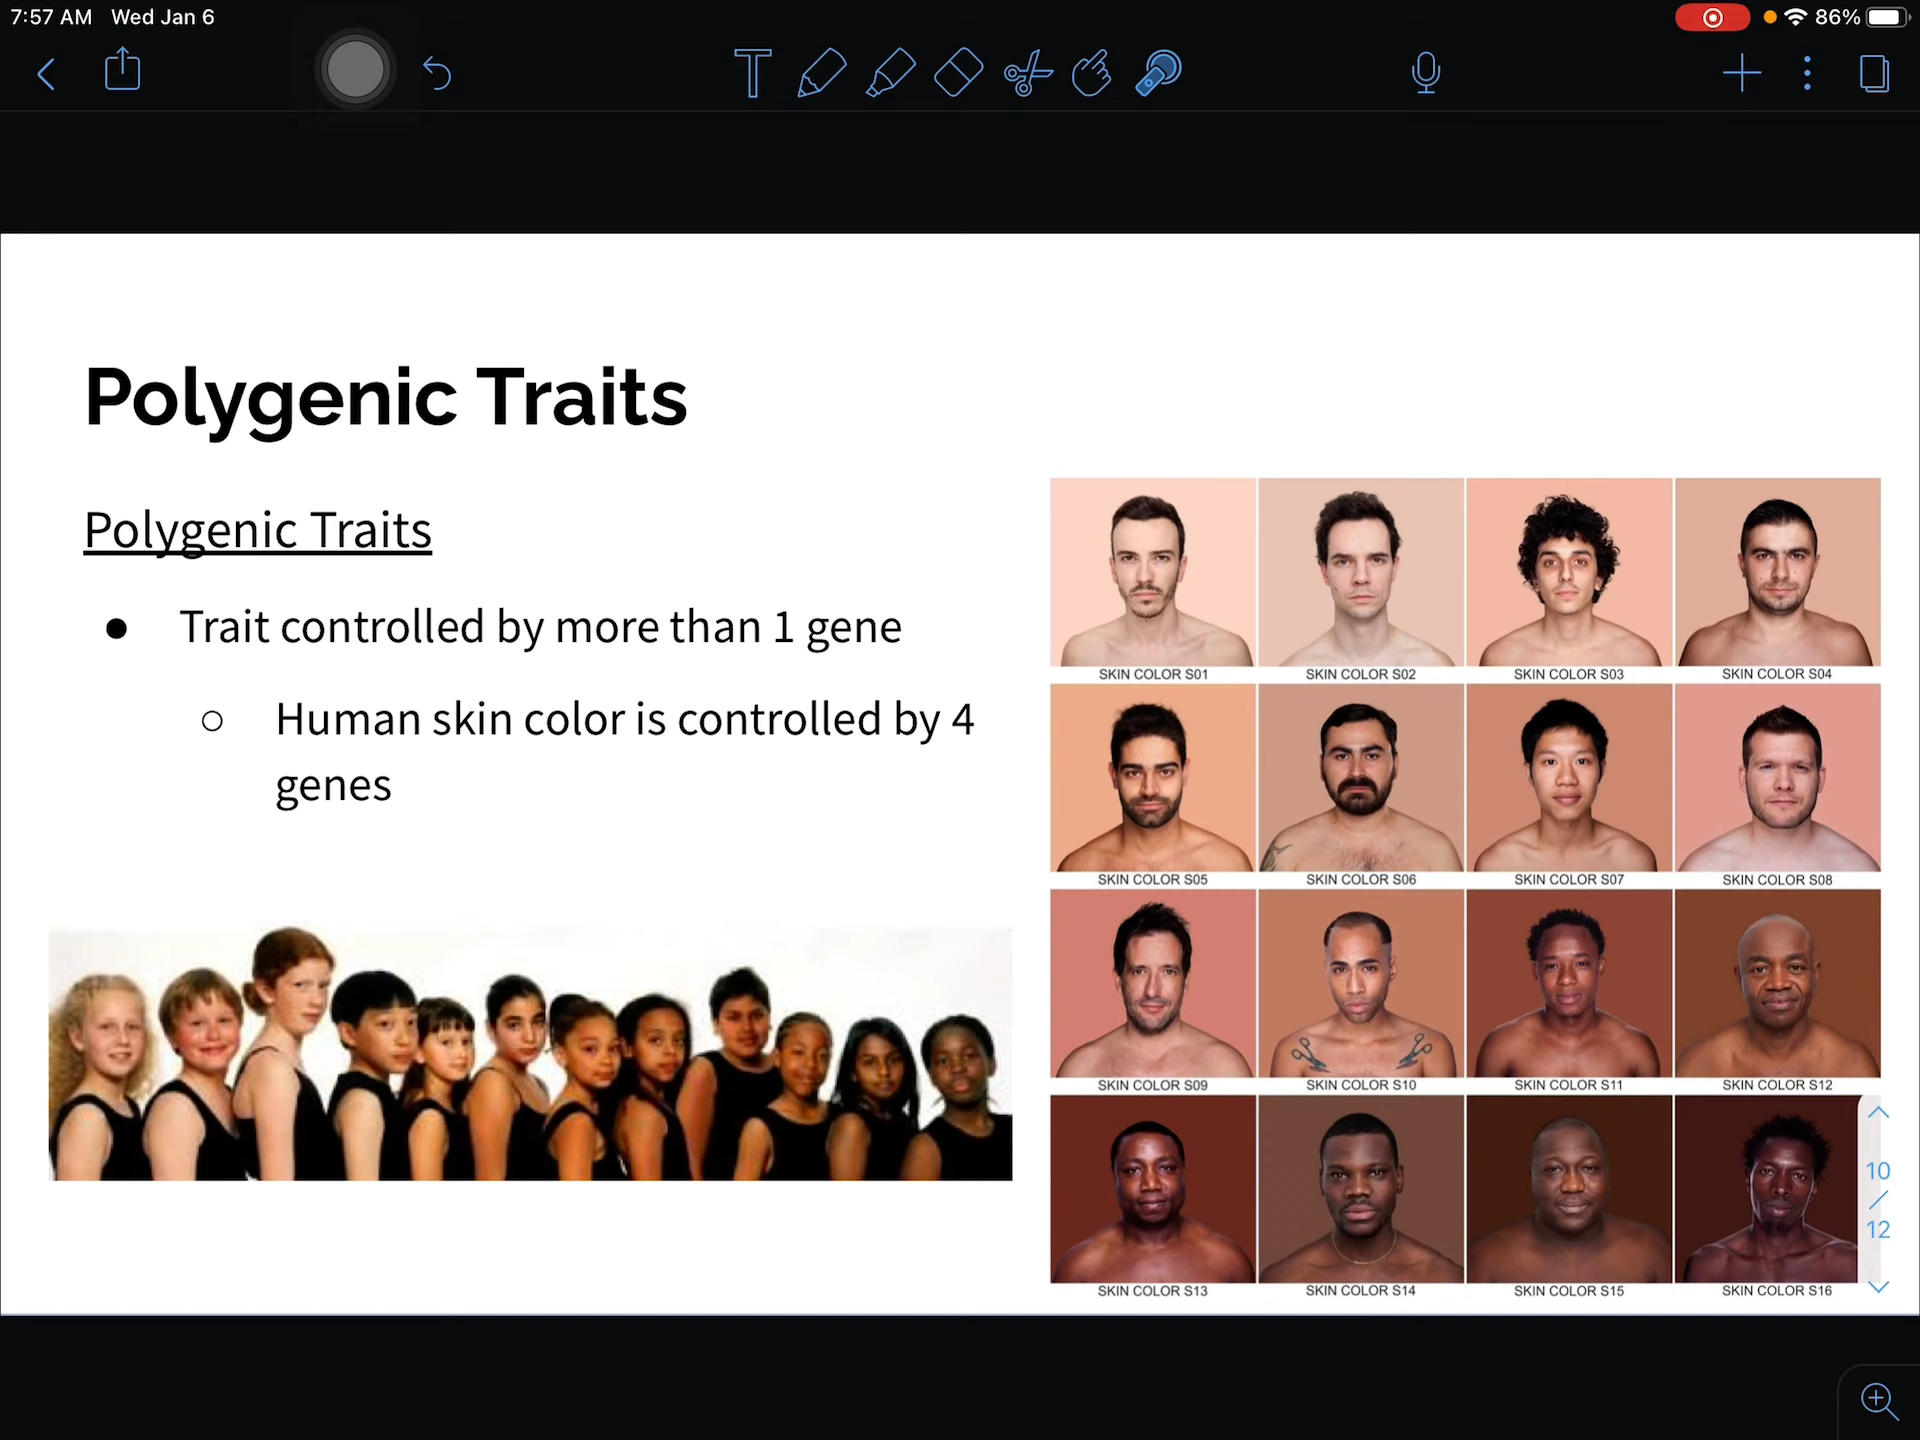 7:57 AM Wed Jan 6
86%
Polygenic Traits
Polygenic Traits
● Trait controlled by more than 1 gene
○ Human skin color is controlled by 4
genes
SKIN COLOR S01 SKIN COLOR S02 SKIN COLOR S03 SKIN COLOR S04
SKIN COLOR S05 SKIN COLOR S06 SKIN COLOR S07 SKIN COLOR S08
SKIN COLOR S09 SKIN COLOR S10 SKIN COLOR S11 SKIN COLOR S12
SKIN COLOR S13 SKIN COLOR S14 SKIN COLOR S15 SKIN COLOR S16
10
/
12